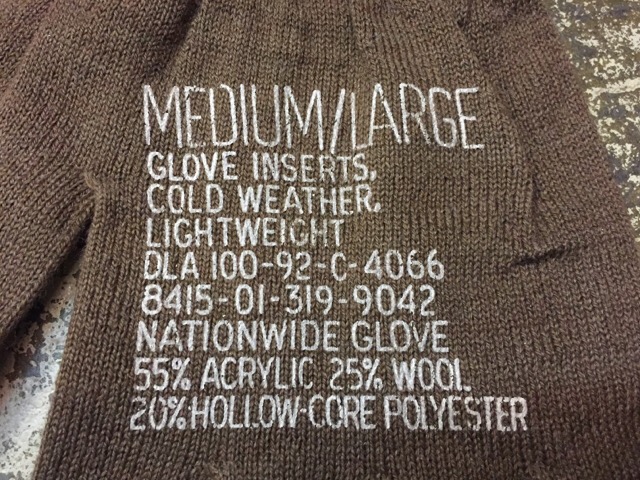 MEDIUM/LARGE
GLOVE INSERTS,
COLD WEATHER,
LIGHTWEIGHT
DLA 100-92-C-4066
8415-01-319-9042
NATIONWIDE GLOVE
55% ACRYLIC 25% WOOL
20% HOLLOW-CORE POLYESTER